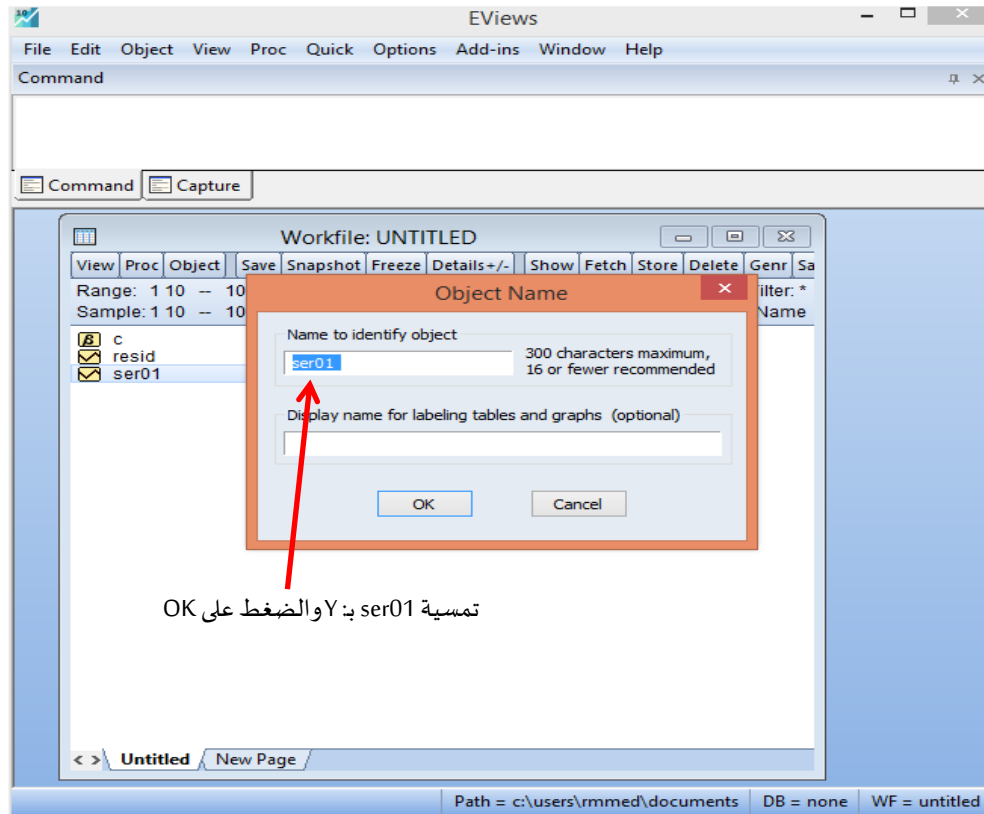 EViews
File Edit Object View Proc Quick Options Add-ins Window Help
Command
Command Capture
Workfile: UNTITLED
View Proc Object Save Snapshot Freeze Details+/- Show Fetch Store Delete Genr Sa
Range: 1 10 -- 10 ilter: *
Sample: 1 10 -- 10 Name
c
resid
ser01
Object Name
Name to identify object
ser01
300 characters maximum,
16 or fewer recommended
Display name for labeling tables and graphs (optional)
OK Cancel
تمسية ser01 بـ: Y والضغط على OK
< > Untitled New Page
Path = c:\users\rmmed\documents DB = none WF = untitled